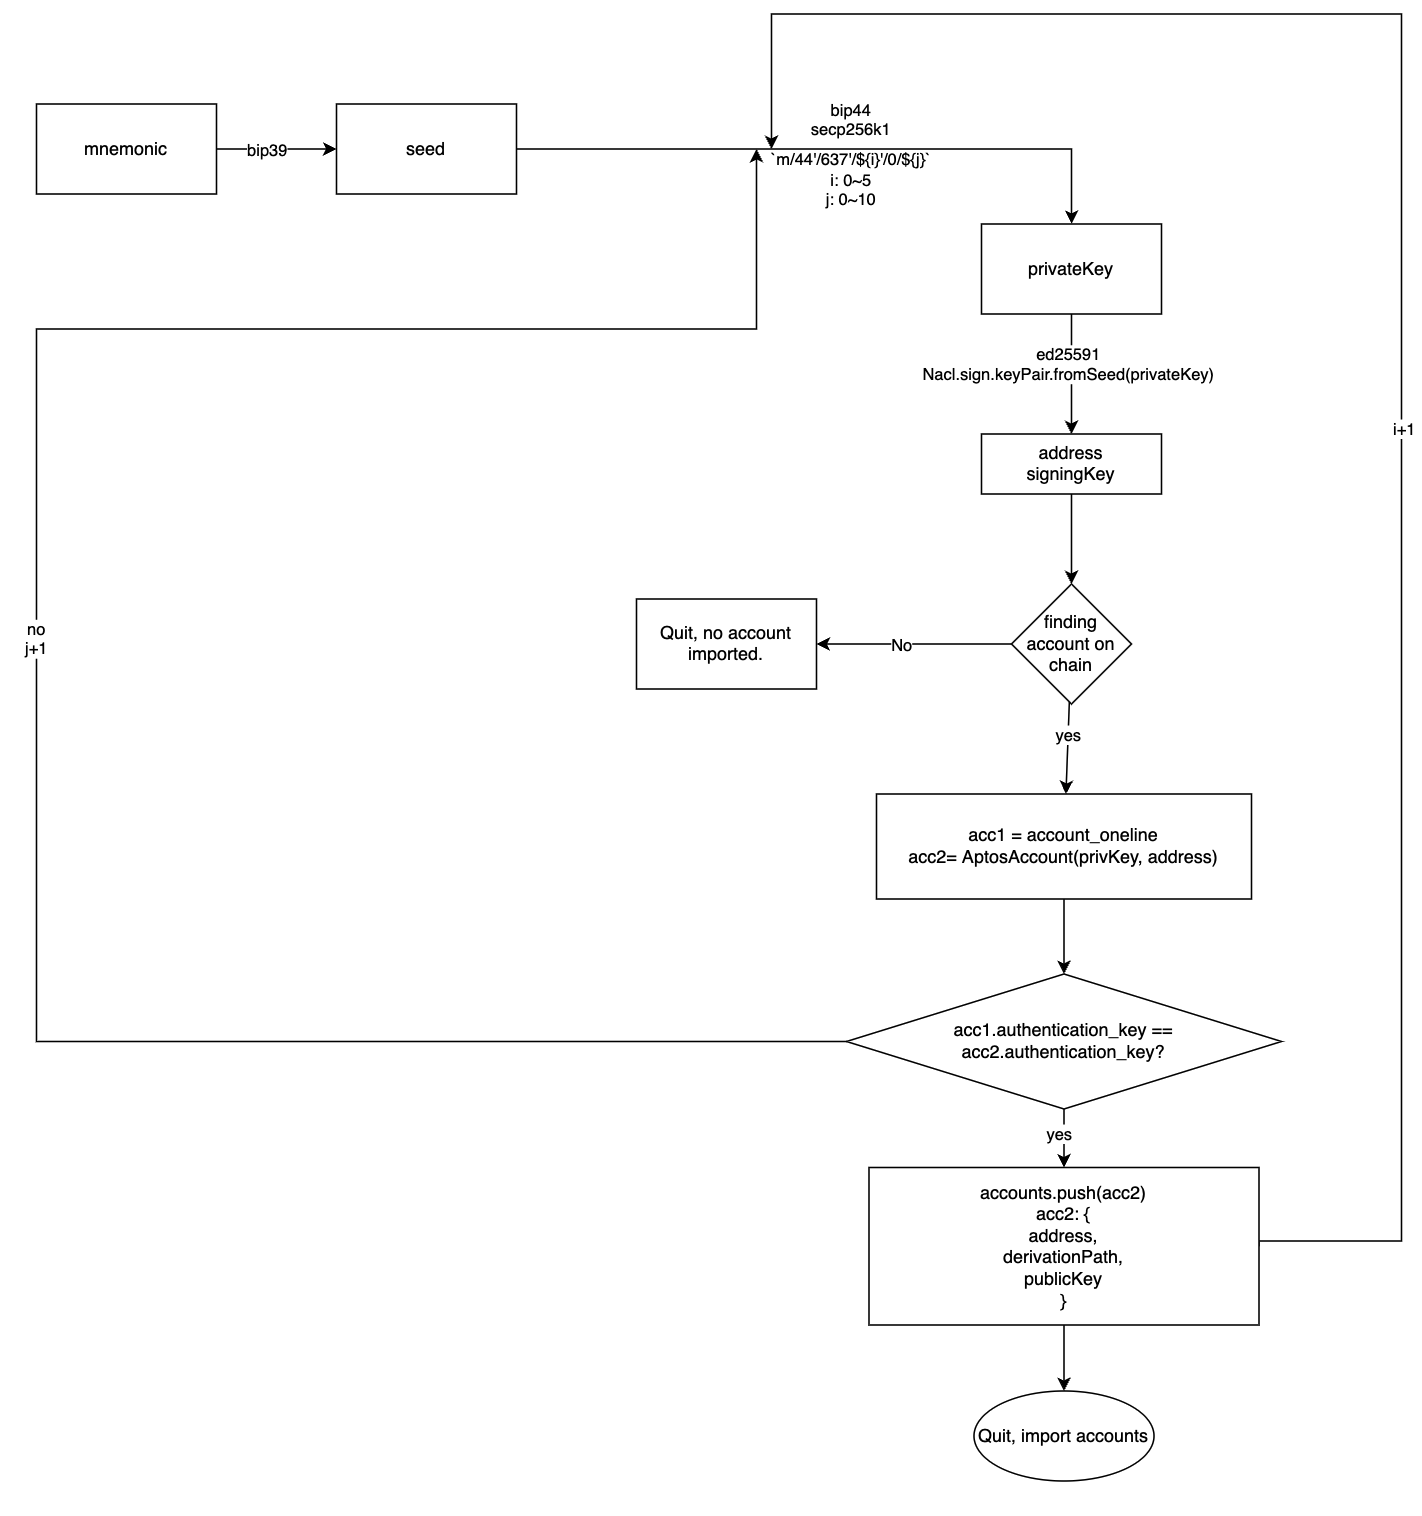 mnemonic
bip39
seed
bip44
secp256k1
`m/44'/637'/${i}'/0/${j}`
i: 0~5
j: 0~10
privateKey
ed25591
Nacl.sign.keyPair.fromSeed(privateKey)
i+1
address
signingKey
finding
account on
chain
No
Quit, no account
imported.
no
j+1
yes
acc1 = account_oneline
acc2= AptosAccount(privKey, address)
acc1.authentication_key ==
acc2.authentication_key?
yes
accounts.push(acc2)
acc2: {
address,
derivationPath,
publicKey
}
Quit, import accounts